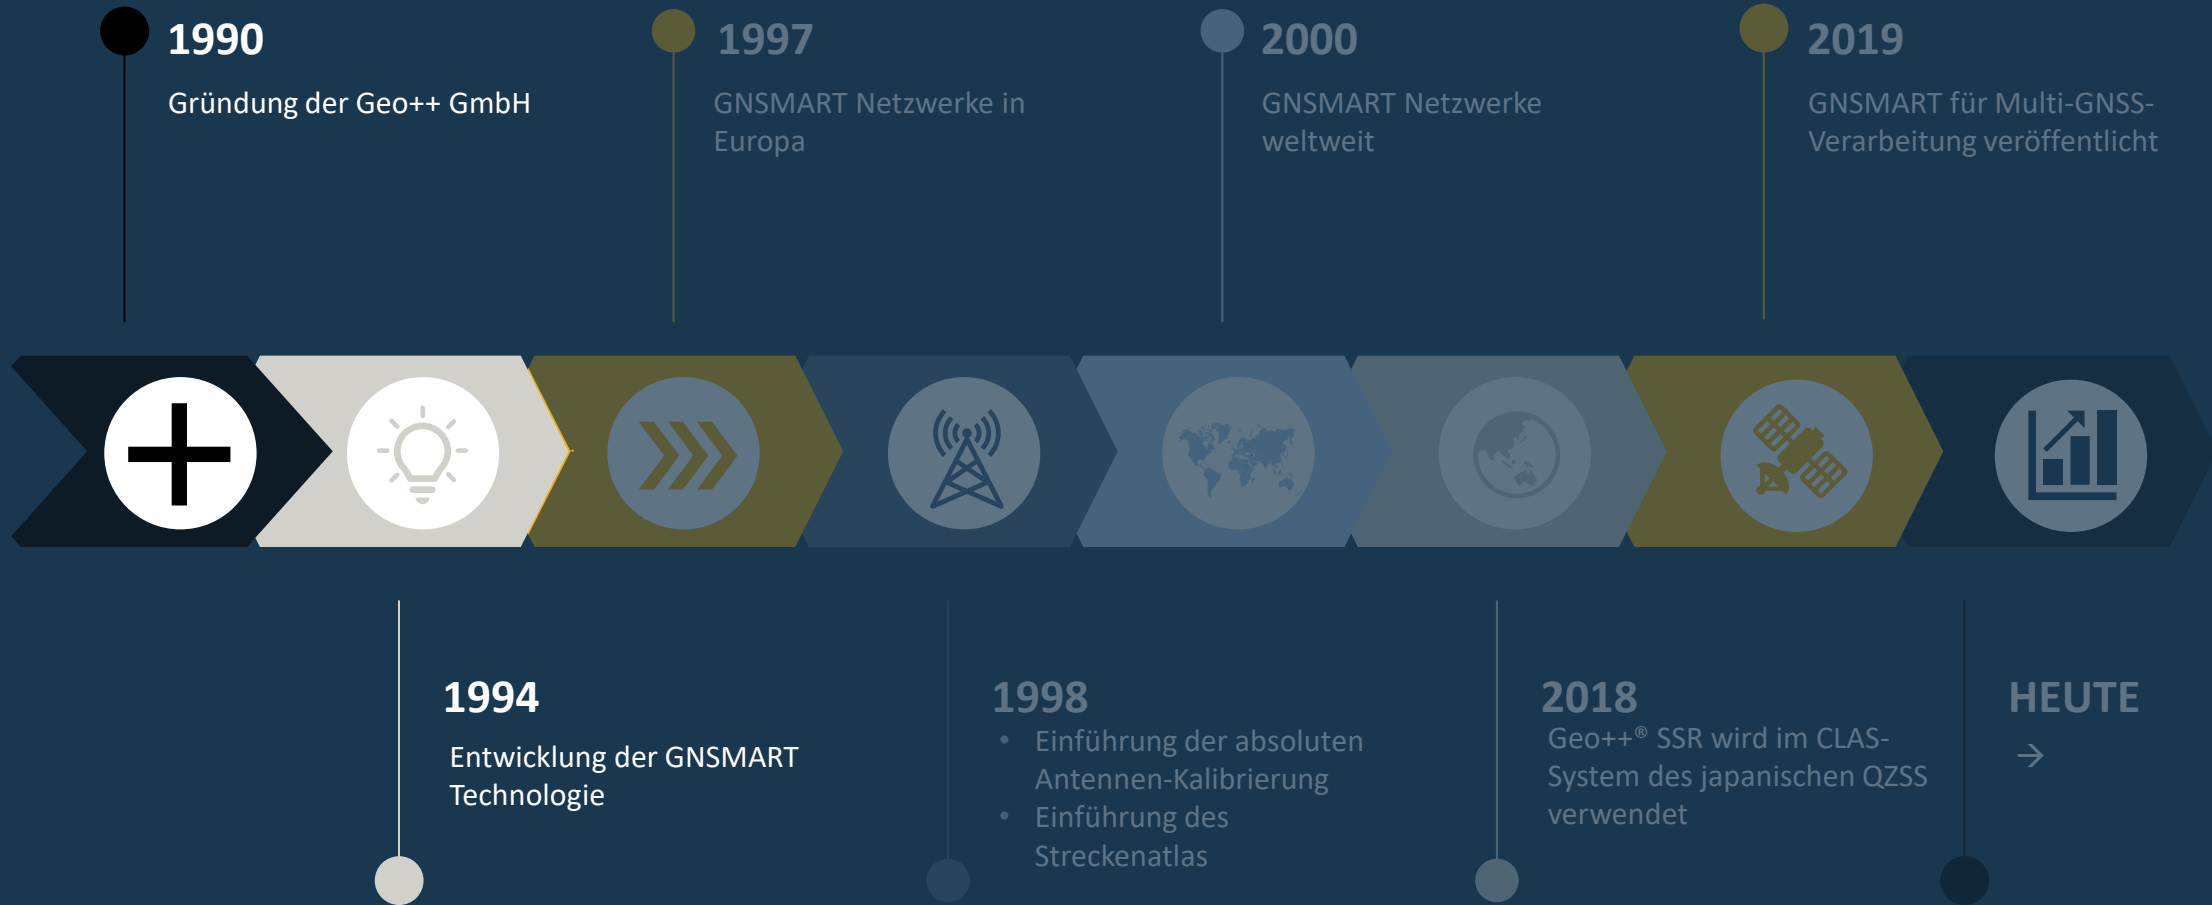 1990
Gründung der Geo++ GmbH
1997
GNSMART Netzwerke in
Europa
2000
GNSMART Netzwerke
weltweit
2019
GNSMART für Multi-GNSS-
Verarbeitung veröffentlicht
1994
Entwicklung der GNSMART
Technologie
1998
• Einführung der absoluten
Antennen-Kalibrierung
• Einführung des
Streckenatlas
2018
Geo++® SSR wird im CLAS-
System des japanischen QZSS
verwendet
HEUTE
→